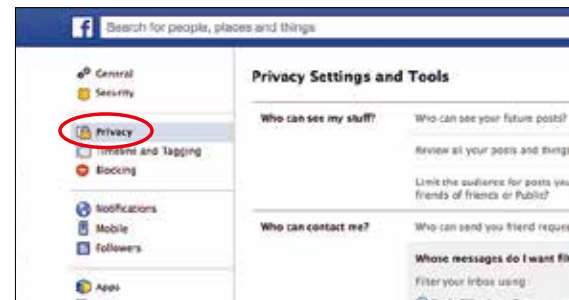 f Search for people, places and things
General
Security
Privacy
Timeline and Tagging
Blocking
Notifications
Mobile
Followers
Apps
Privacy Settings and Tools
Who can see my stuff? Who can see your future posts?
Review all your posts and things
Limit the audience for posts you
friends of friends or Public?
Who can contact me? Who can send you friend reque
Whose messages do I want fil
Filter your inbox using